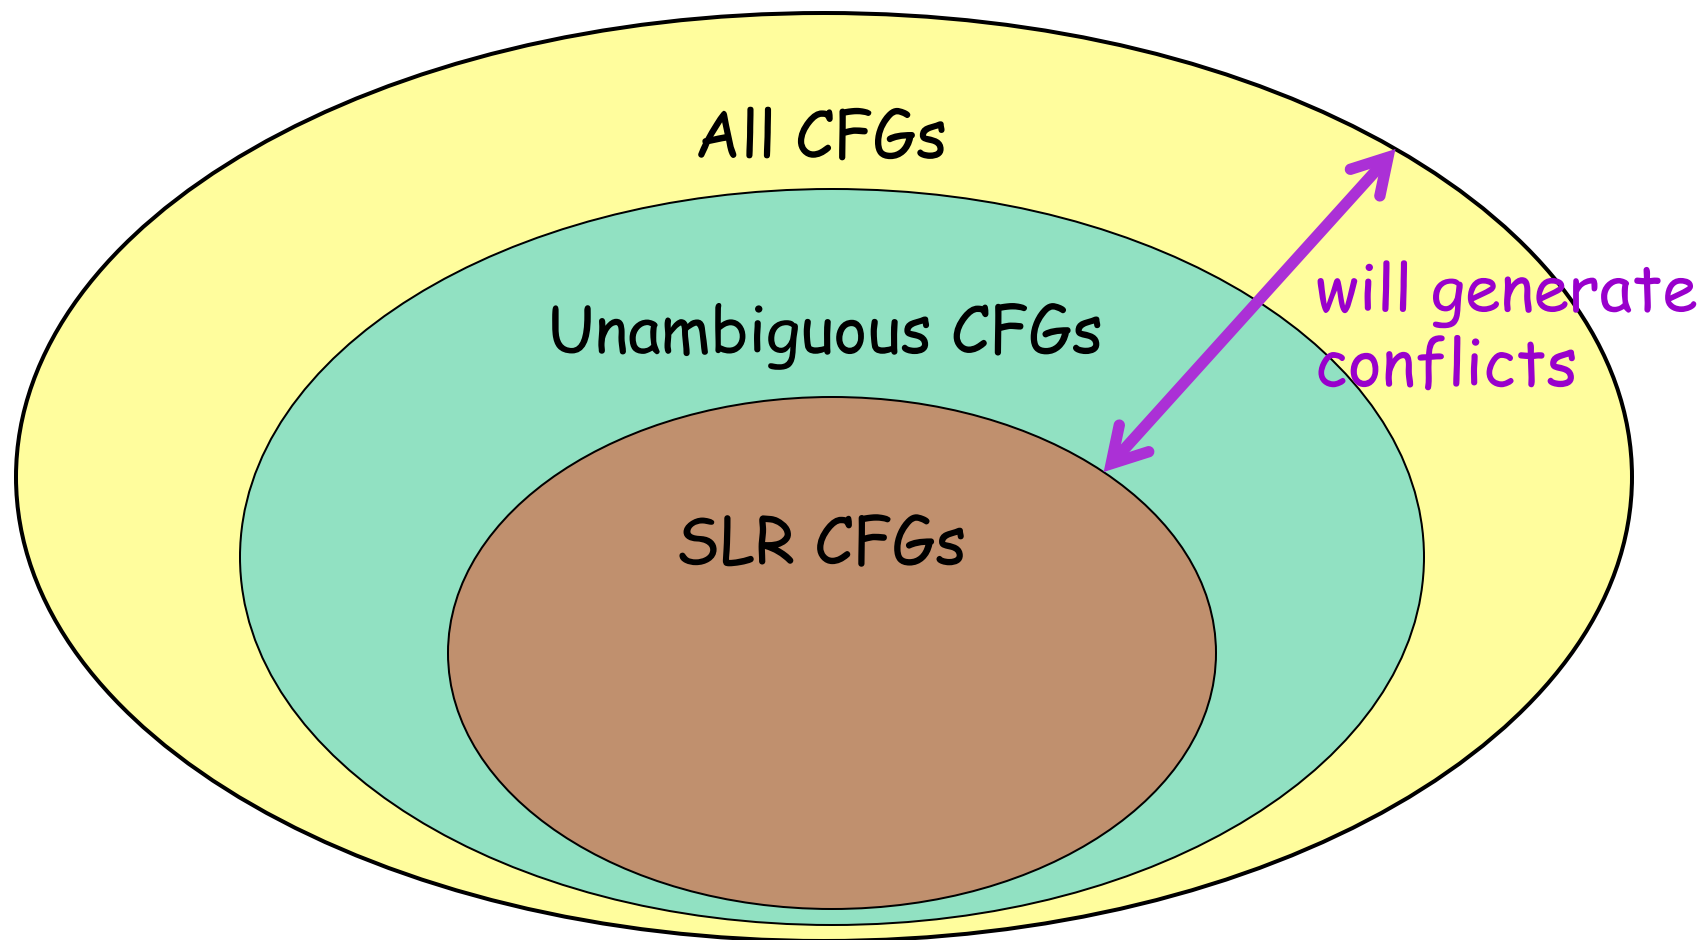 All CFGs
will generate
conflicts
Unambiguous CFGs
SLR CFGs